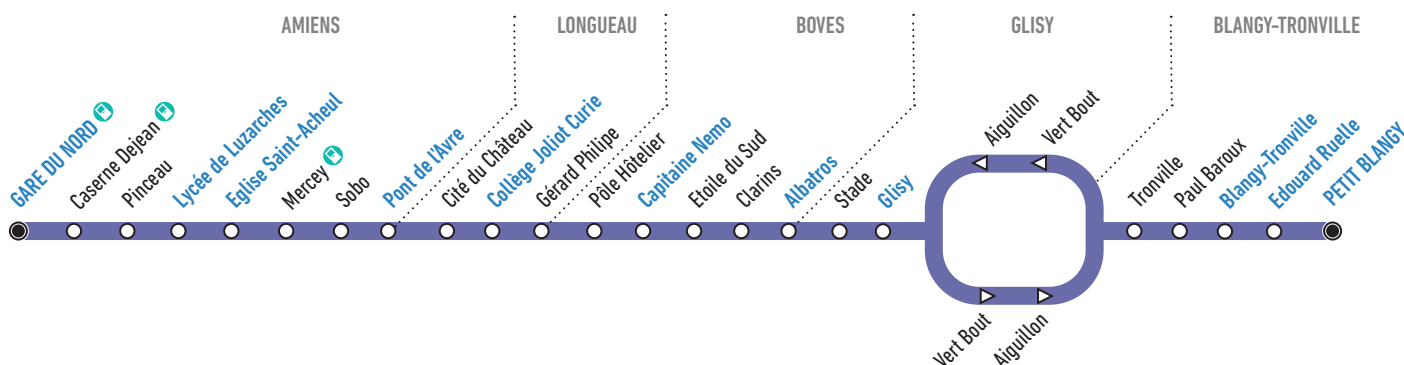 AMIENS
LONGUEAU
BOVES
GLISY
BLANGY-TRONVILLE
GARE DU NORD
Caserne Dejean
Pinceau
Lycée de Luzarches
Eglise Saint-Acheul
Mercey
Sobo
Pont de l'Avre
Cité du Château
Collège Joliot Curie
Gérard Philipe
Pôle Hôtelier
Capitaine Nemo
Etoile du Sud
Clarins
Albatros
Stade
Glisy
Aiguillon
Vert Bout
Vert Bout
Aiguillon
Tronville
Paul Baroux
Blangy-Tronville
Edouard Ruelle
PETIT BLANGY